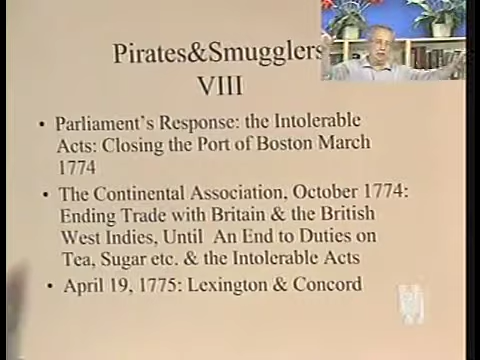 Pirates&Smugglers
VIII
• Parliament's Response: the Intolerable
Acts: Closing the Port of Boston March
1774
• The Continental Association, October 1774:
Ending Trade with Britain & the British
West Indies, Until An End to Duties on
Tea, Sugar etc. & the Intolerable Acts
• April 19, 1775: Lexington & Concord